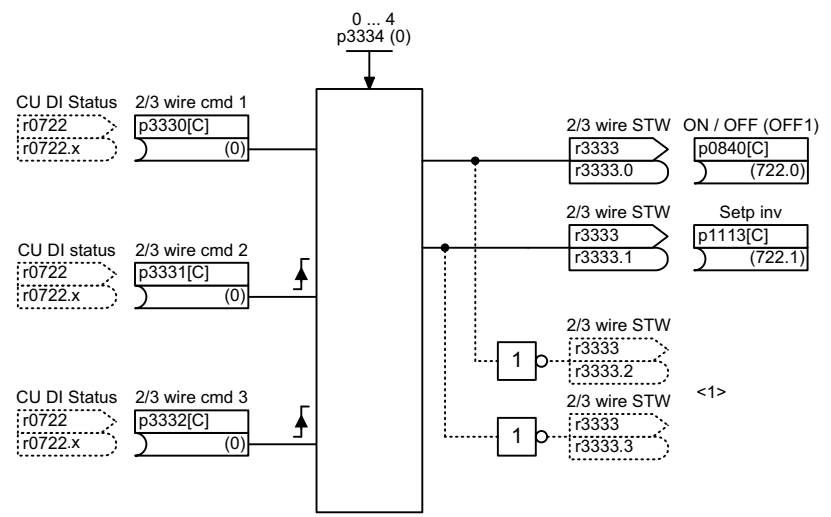 0 ... 4
p3334 (0)
CU DI Status
r0722
r0722.x
2/3 wire cmd 1
p3330[C]
(0)
CU DI status
r0722
r0722.x
2/3 wire cmd 2
p3331[C]
(0)
CU DI Status
r0722
r0722.x
2/3 wire cmd 3
p3332[C]
(0)
2/3 wire STW
r3333
r3333.0
ON / OFF (OFF1)
p0840[C]
(722.0)
2/3 wire STW
r3333
r3333.1
Setp inv
p1113[C]
(722.1)
1
2/3 wire STW
r3333
r3333.2
<1>
1
2/3 wire STW
r3333
r3333.3